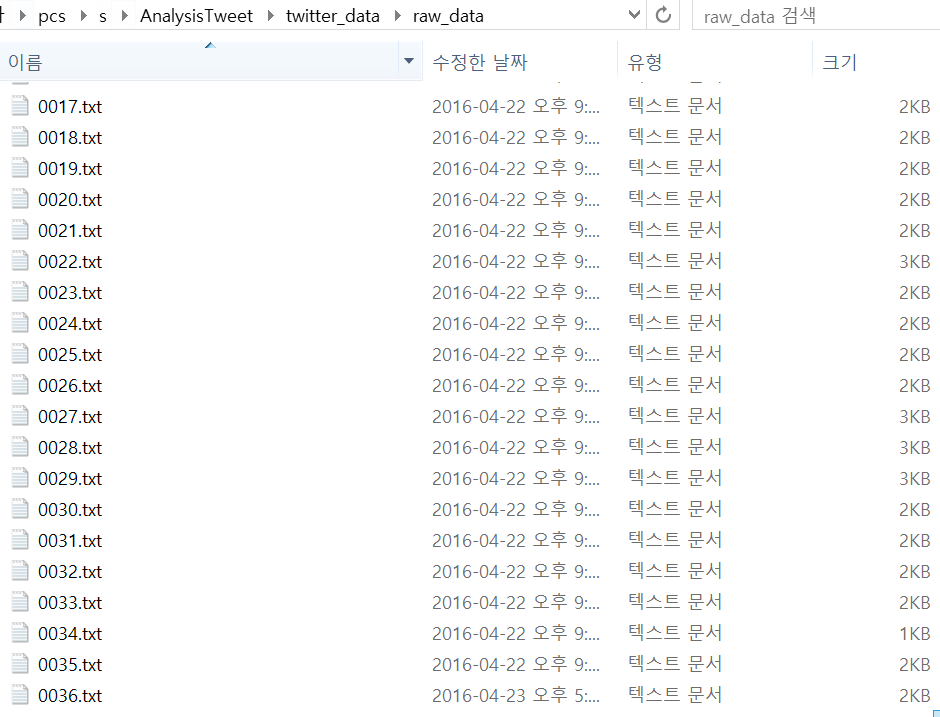 pcs s AnalysisTweet twitter_data raw_data raw_data 검색
이름 수정한 날짜 유형 크기
0017.txt 2016-04-22 오후 9:... 텍스트 문서 2KB
0018.txt 2016-04-22 오후 9:... 텍스트 문서 2KB
0019.txt 2016-04-22 오후 9:... 텍스트 문서 2KB
0020.txt 2016-04-22 오후 9:... 텍스트 문서 2KB
0021.txt 2016-04-22 오후 9:... 텍스트 문서 2KB
0022.txt 2016-04-22 오후 9:... 텍스트 문서 3KB
0023.txt 2016-04-22 오후 9:... 텍스트 문서 2KB
0024.txt 2016-04-22 오후 9:... 텍스트 문서 2KB
0025.txt 2016-04-22 오후 9:... 텍스트 문서 2KB
0026.txt 2016-04-22 오후 9:... 텍스트 문서 2KB
0027.txt 2016-04-22 오후 9:... 텍스트 문서 3KB
0028.txt 2016-04-22 오후 9:... 텍스트 문서 3KB
0029.txt 2016-04-22 오후 9:... 텍스트 문서 3KB
0030.txt 2016-04-22 오후 9:... 텍스트 문서 2KB
0031.txt 2016-04-22 오후 9:... 텍스트 문서 2KB
0032.txt 2016-04-22 오후 9:... 텍스트 문서 2KB
0033.txt 2016-04-22 오후 9:... 텍스트 문서 2KB
0034.txt 2016-04-22 오후 9:... 텍스트 문서 1KB
0035.txt 2016-04-22 오후 9:... 텍스트 문서 2KB
0036.txt 2016-04-23 오후 5:... 텍스트 문서 2KB